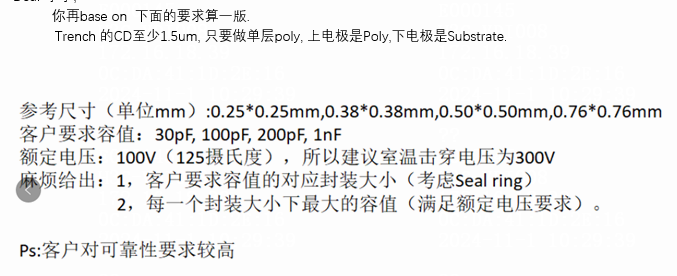 你再base on 下面的要求算一版.
Trench 的CD至少1.5um, 只要做单层poly, 上电极是Poly,下电极是Substrate.
参考尺寸（单位mm）:0.25*0.25mm,0.38*0.38mm,0.50*0.50mm,0.76*0.76mm
客户要求容值：30pF, 100pF, 200pF, 1nF
额定电压：100V（125摄氏度），所以建议室温击穿电压为300V
麻烦给出：1，客户要求容值的对应封装大小（考虑Seal ring）
2，每一个封装大小下最大的容值（满足额定电压要求）。
Ps:客户对可靠性要求较高